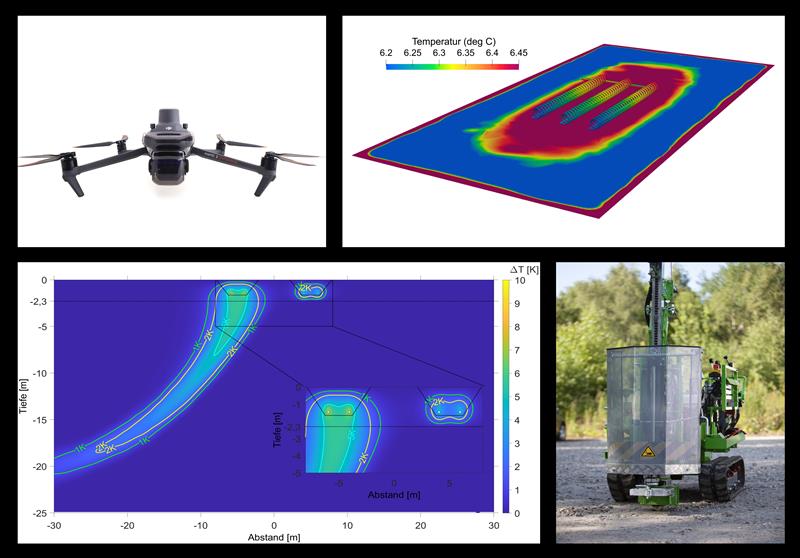 Temperatur (deg C)
6.2 6.25 6.3 6.35 6.4 6.45
ΔT [K]
0
-2,3
-5
-10
-15
-20
-25
Tiefe [m]
-30 -20 -10 0 10 20 30
Abstand [m]
10
9
8
7
6
5
4
3
2
1
0
1K
2K
2K
1K
2K
1K
2K
1K
1K
2K
0
-1
-2,3
-3
-4
-5
Tiefe [m]
-5 0 5
Abstand [m]
1K
2K
2K